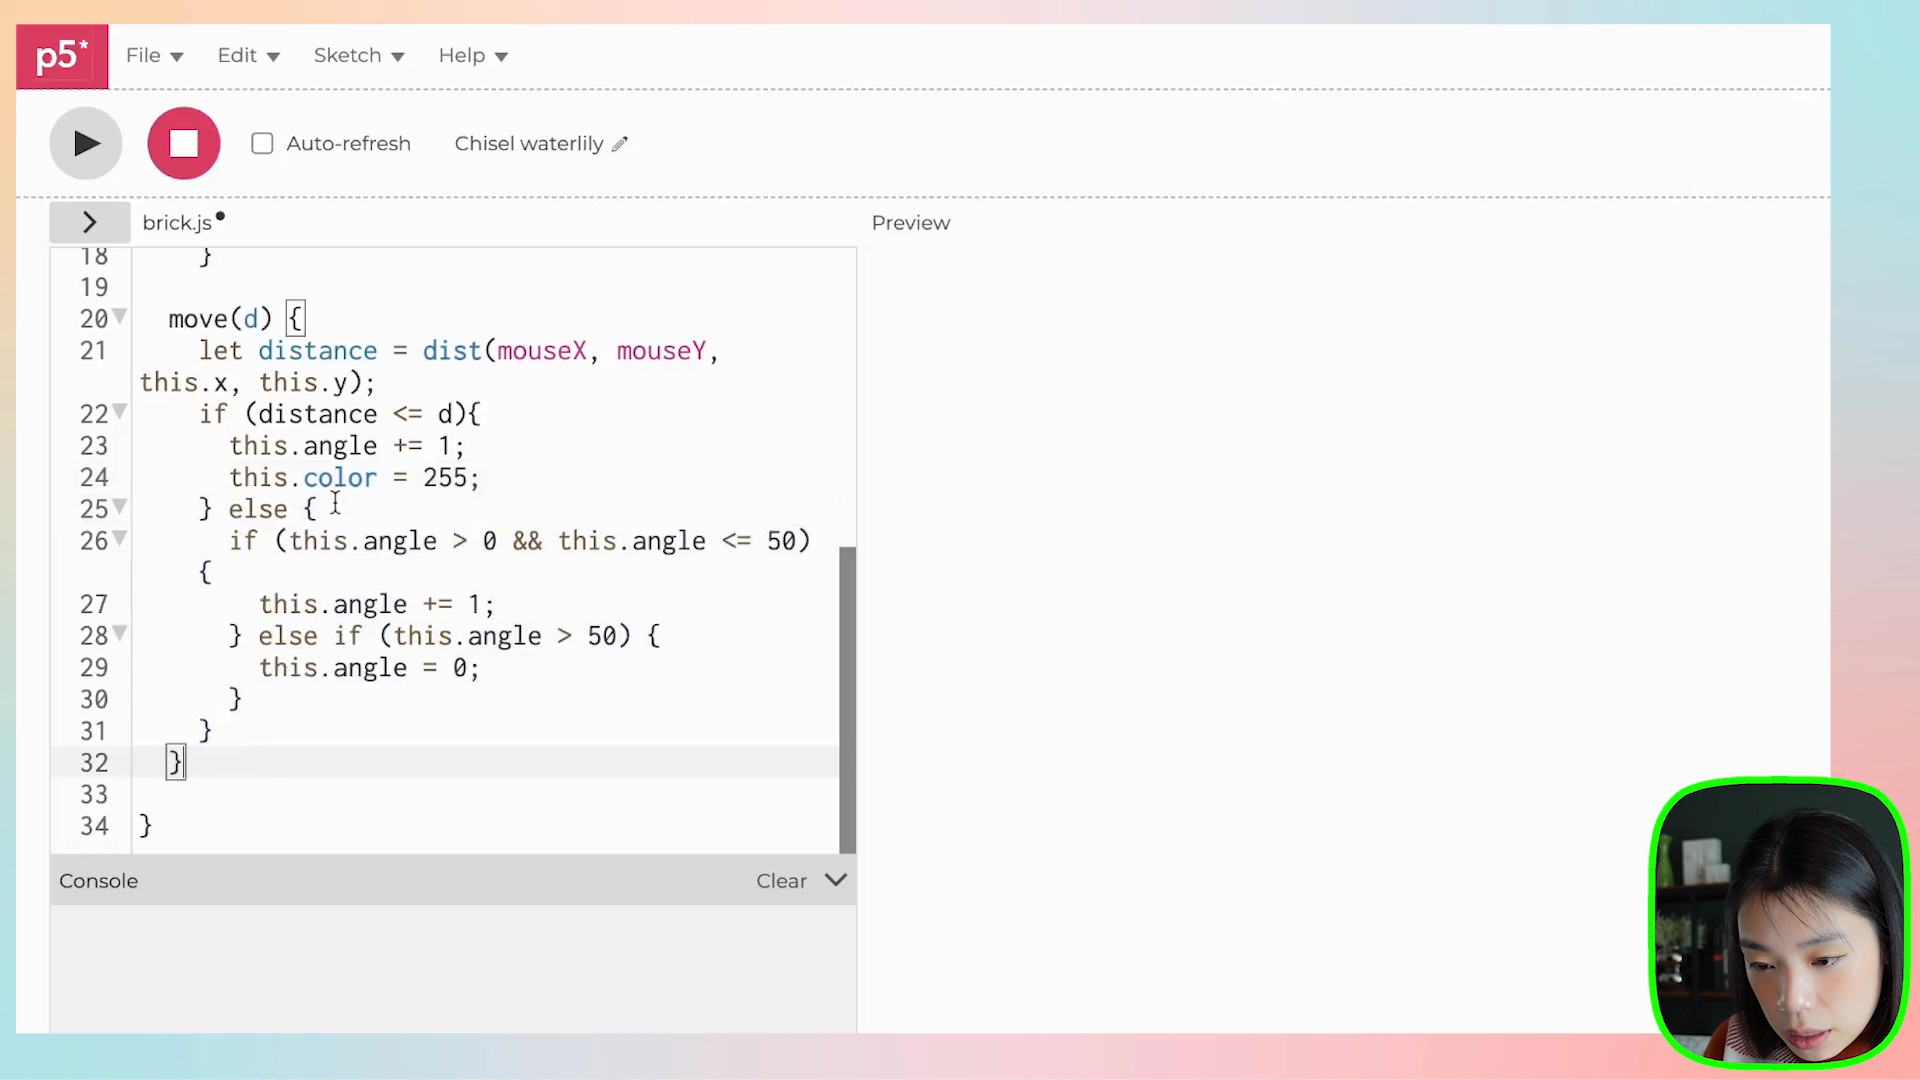 p5*
File Edit Sketch Help
Auto-refresh Chisel waterlily
brick.js
Preview
18 }
19
20 move(d) {
21 let distance = dist(mouseX, mouseY,
this.x, this.y);
22 if (distance <= d){
23 this.angle += 1;
24 this.color = 255;
25 } else {
26 if (this.angle > 0 && this.angle <= 50)
{
27 this.angle += 1;
28 } else if (this.angle > 50) {
29 this.angle = 0;
30 }
31 }
32 }
33
34 }
Console Clear